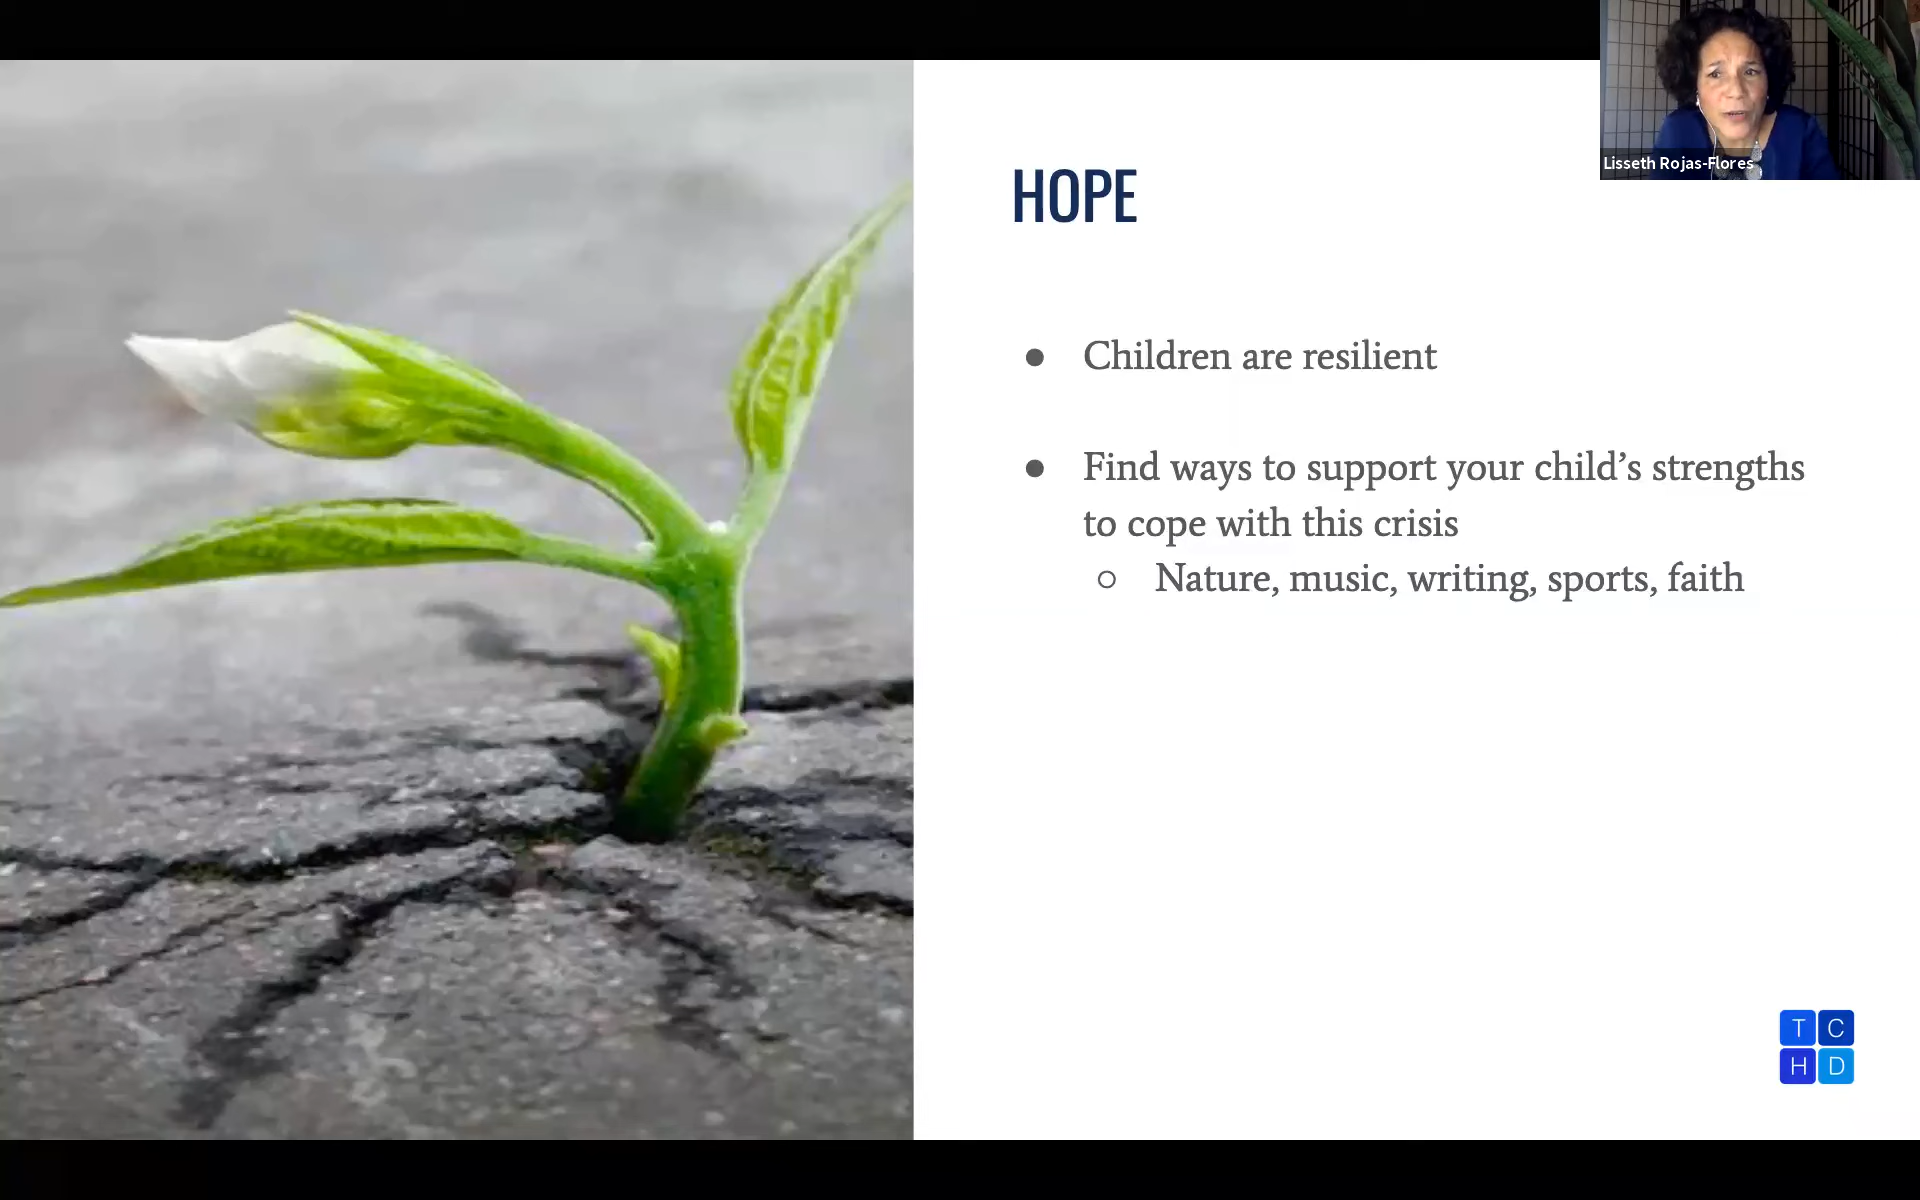 Lisseth Rojas-Flores
HOPE
● Children are resilient
● Find ways to support your child’s strengths
to cope with this crisis
○ Nature, music, writing, sports, faith
T C
H D